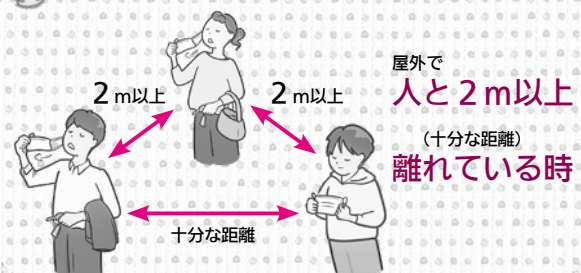 2m以上
2m以上
十分な距離
屋外で
人と2m以上
(十分な距離)
離れている時